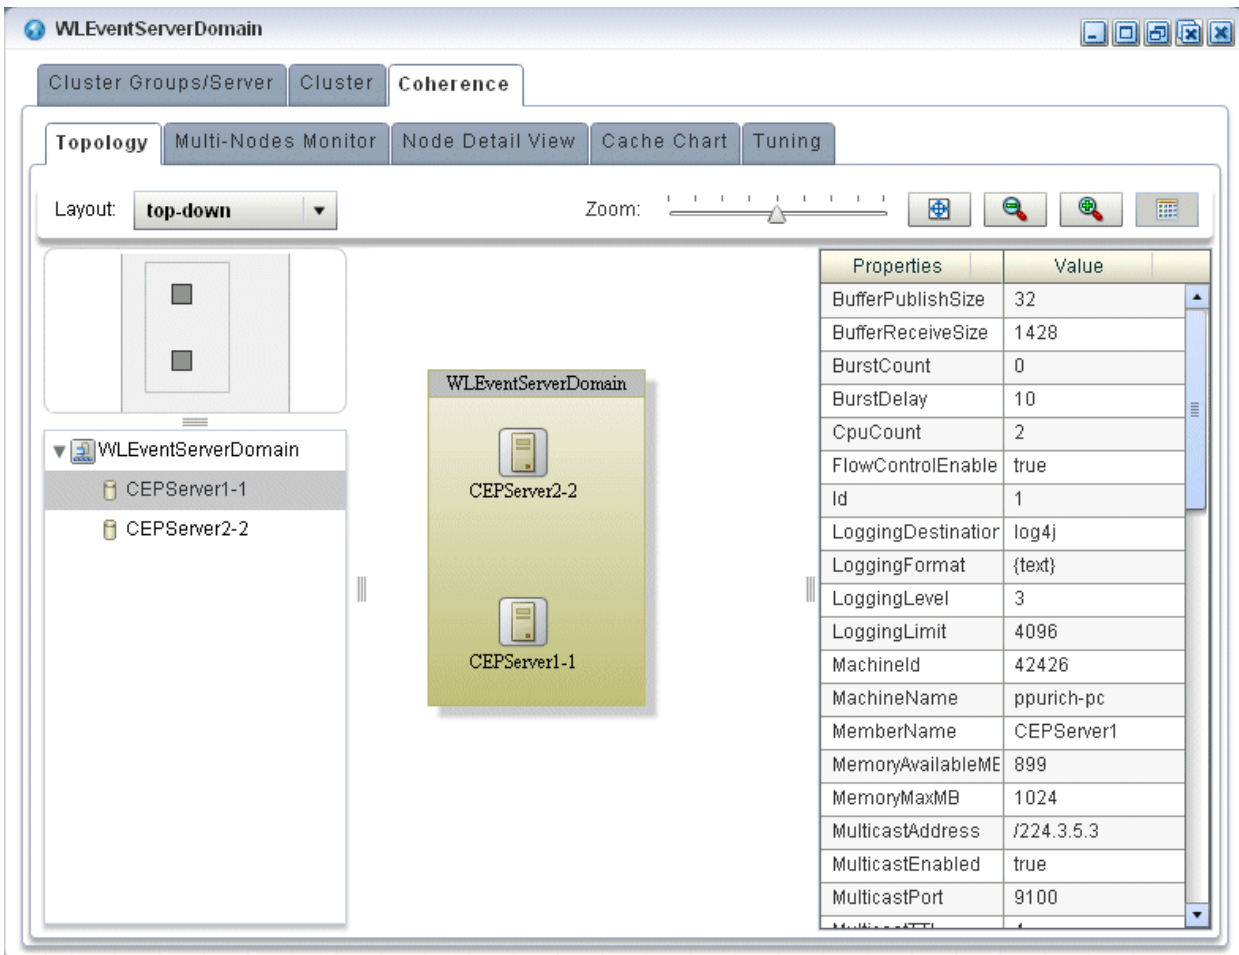 WLEventServerDomain
Cluster Groups/Server Cluster Coherence
Topology Multi-Nodes Monitor Node Detail View Cache Chart Tuning
Layout: top-down Zoom:
WLEventServerDomain
CEPServer1-1
CEPServer2-2
WLEventServerDomain
CEPServer2-2
CEPServer1-1
Properties Value
BufferPublishSize 32
BufferReceiveSize 1428
BurstCount 0
BurstDelay 10
CpuCount 2
FlowControlEnable true
Id 1
LoggingDestination log4j
LoggingFormat {text}
LoggingLevel 3
LoggingLimit 4096
MachineId 42426
MachineName ppurich-pc
MemberName CEPServer1
MemoryAvailableME 899
MemoryMaxMB 1024
MulticastAddress /224.3.5.3
MulticastEnabled true
MulticastPort 9100